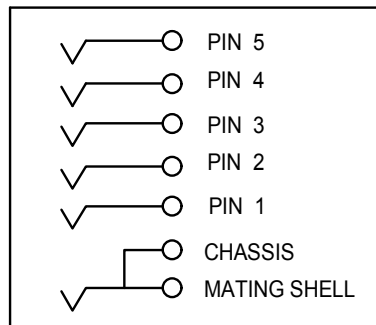 PIN 5
PIN 4
PIN 3
PIN 2
PIN 1
CHASSIS
MATING SHELL